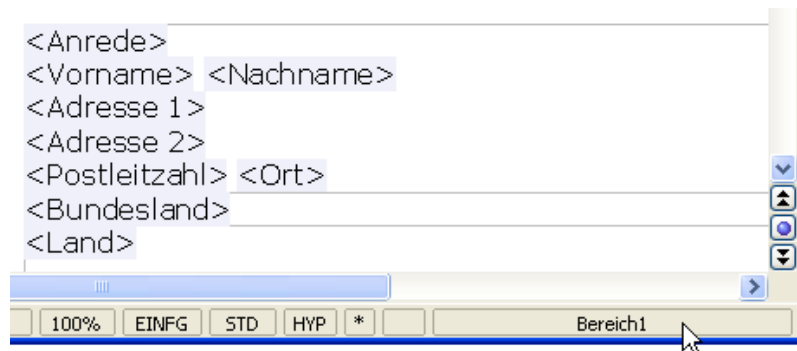 <Anrede>
<Vorname> <Nachname>
<Adresse 1>
<Adresse 2>
<Postleitzahl> <Ort>
<Bundesland>
<Land>
100% EINFG STD HYP * Bereich1